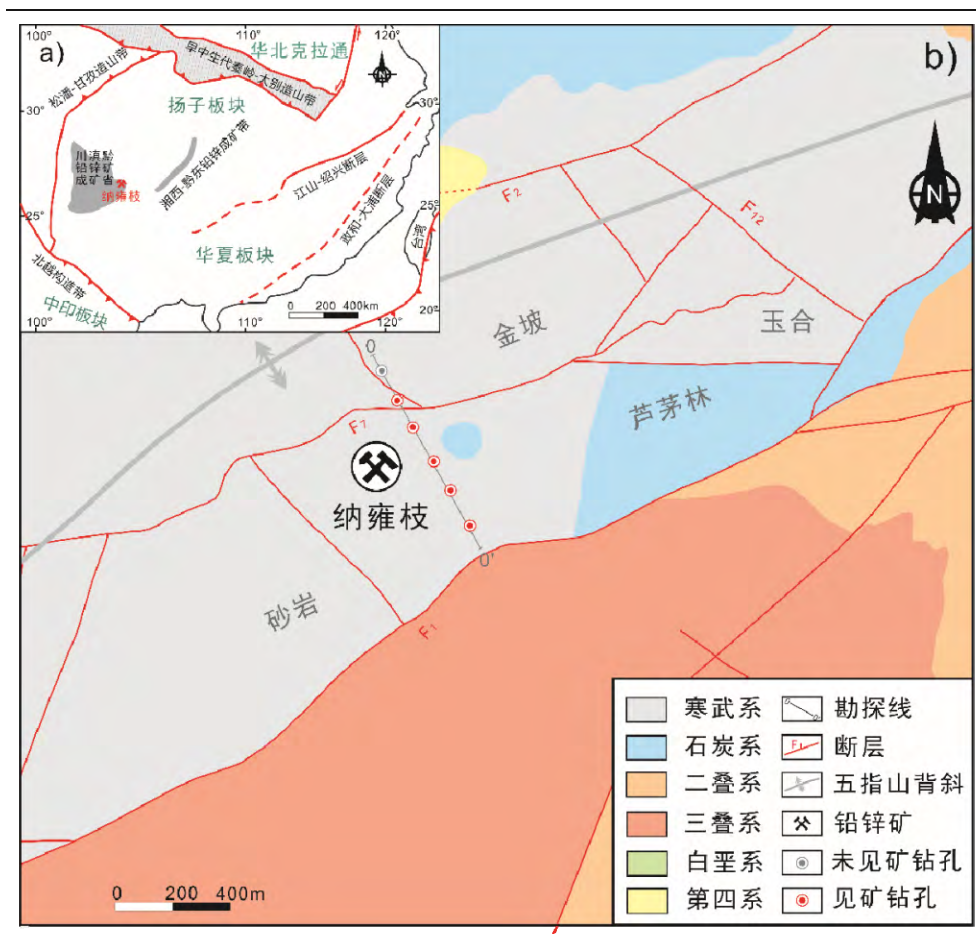 a)
100°
110°
120°
华北克拉通
早中生代秦岭-大别造山带
松潘-甘孜造山带
N
30°
扬子板块
30°
川滇黔
铅锌矿
成矿省
纳雍枝
湘西-黔东铅锌成矿带
江山-绍兴断层
政和-大浦断层
25°
25°
华夏板块
台湾
北越构造带
中印板块
0 200 400km
20°
100°
110°
120°
b)
N
F2
F12
金坡
玉合
0
芦茅林
F7
纳雍枝
0'
砂岩
F1
0 200 400m
寒武系 勘探线
石炭系 F1 断层
二叠系 五指山背斜
三叠系 铅锌矿
白垩系 未见矿钻孔
第四系 见矿钻孔